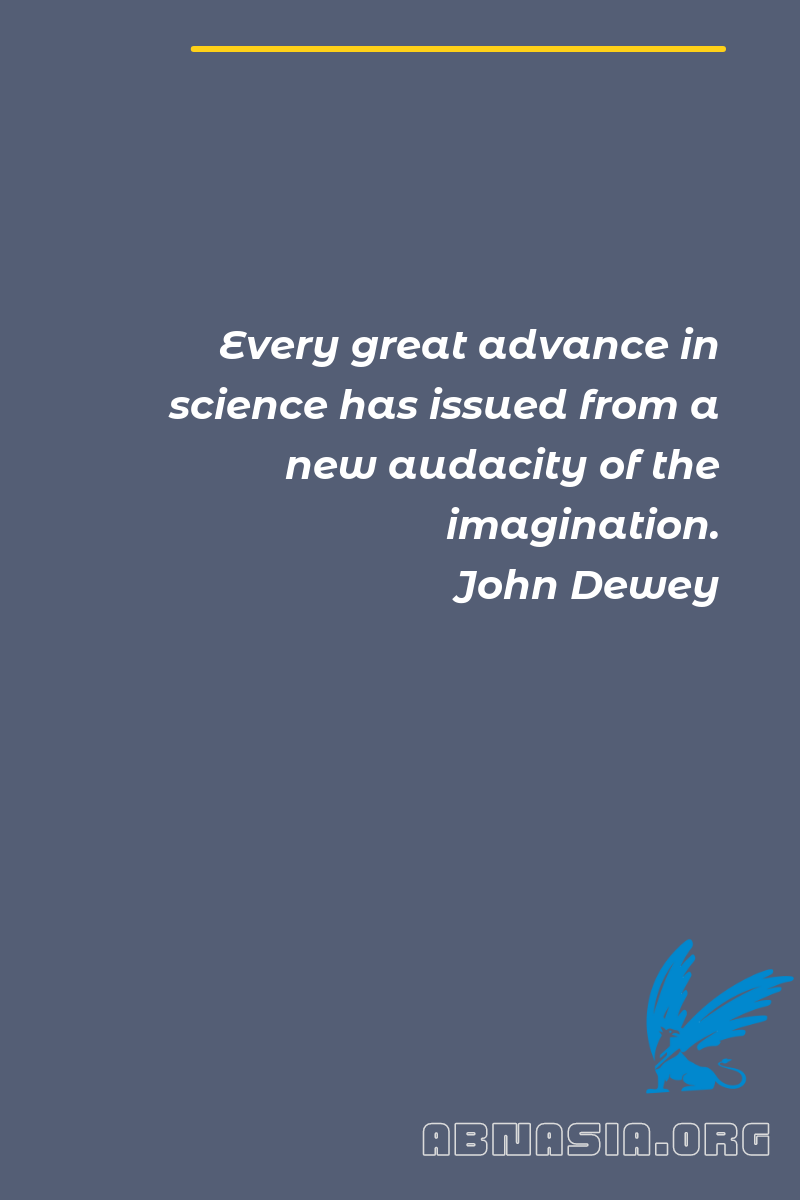 Every great advance in
science has issued from a
new audacity of the
imagination.
John Dewey
ABNASIA.ORG